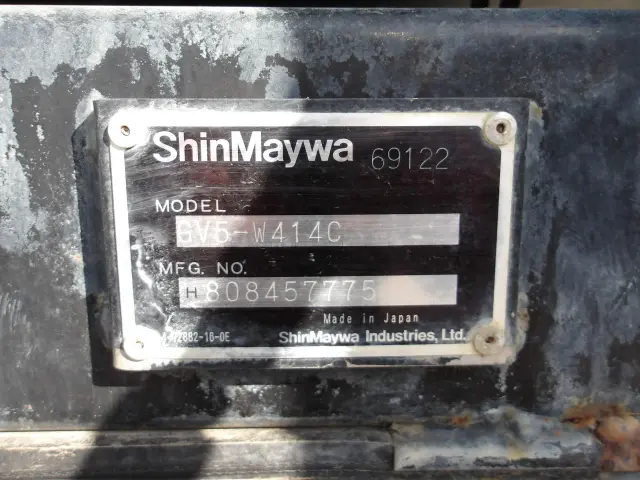 ShinMaywa 69122
MODEL
GV5-W414C
MFG. NO.
H808457775
Made in Japan
ShinMaywa Industries, Ltd.